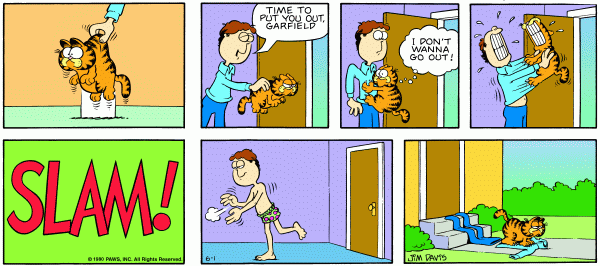 TIME TO
PUT YOU OUT,
GARFIELD
I DON'T
WANNA
GO OUT!
SLAM!
© 1990 PAWS, INC. All Rights Reserved.
6-1
JIM DAVIS